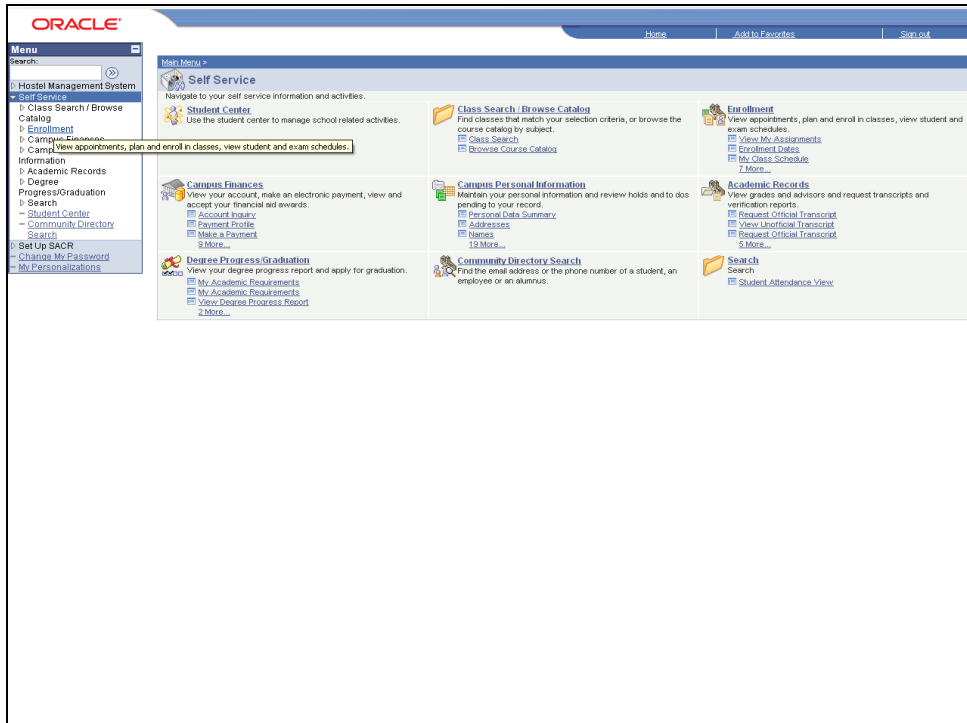 ORACLE
Home
Add to Favorites
Sign out
Menu
Search:
Hostel Management System
Self Service
Class Search / Browse
Catalog
Enrollment
Campus Finances
Camp
Information
Academic Records
Degree
Progress/Graduation
Search
Student Center
Community Directory
Search
Set Up SACR
Change My Password
My Personalizations
View appointments, plan and enroll in classes, view student and exam schedules.
Main Menu >
Self Service
Navigate to your self service information and activities.
Student Center
Use the student center to manage school related activities.
Class Search / Browse Catalog
Find classes that match your selection criteria, or browse the
course catalog by subject.
Class Search
Browse Course Catalog
Enrollment
View appointments, plan and enroll in classes, view student and
exam schedules.
View My Assignments
Enrollment Dates
My Class Schedule
7 More...
Campus Finances
View your account, make an electronic payment, view and
accept your financial aid awards.
Account Inquiry
Payment Profile
Make a Payment
9 More...
Campus Personal Information
Maintain your personal information and review holds and to dos
pending to your record.
Personal Data Summary
Addresses
Names
19 More...
Academic Records
View grades and advisors and request transcripts and
verification reports.
Request Official Transcript
View Unofficial Transcript
Request Official Transcript
5 More...
Degree Progress/Graduation
View your degree progress report and apply for graduation.
My Academic Requirements
My Academic Requirements
View Degree Progress Report
2 More...
Community Directory Search
Find the email address or the phone number of a student, an
employee or an alumnus.
Search
Search
Student Attendance View